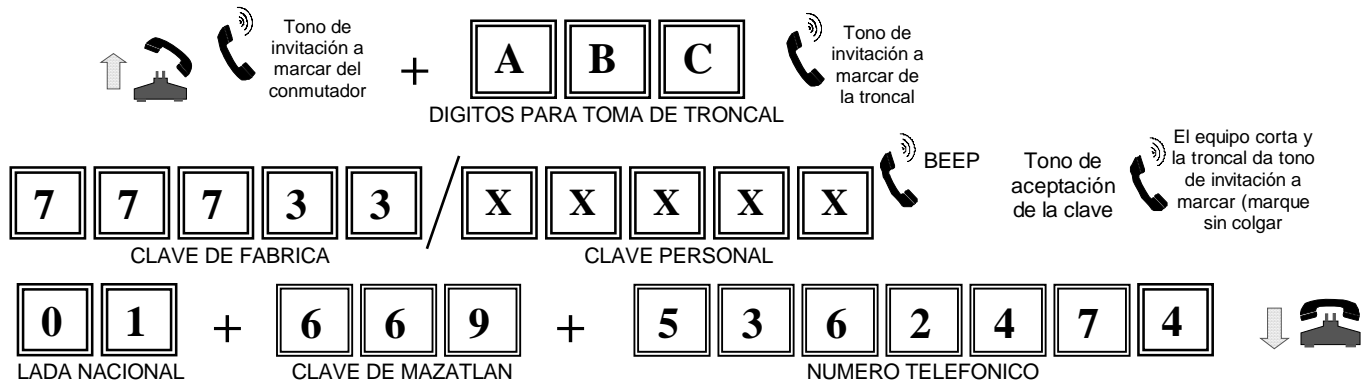 Tono de
invitación a
marcar del
conmutador
+
A B C
DIGITOS PARA TOMA DE TRONCAL
Tono de
invitación a
marcar de
la troncal
7 7 7 3 3 / X X X X X
CLAVE DE FABRICA
CLAVE PERSONAL
BEEP
Tono de
aceptación
de la clave
El equipo corta y
la troncal da tono
de invitación a
marcar (marque
sin colgar
0 1 + 6 6 9 + 5 3 6 2 4 7 4
LADA NACIONAL
CLAVE DE MAZATLAN
NUMERO TELEFONICO